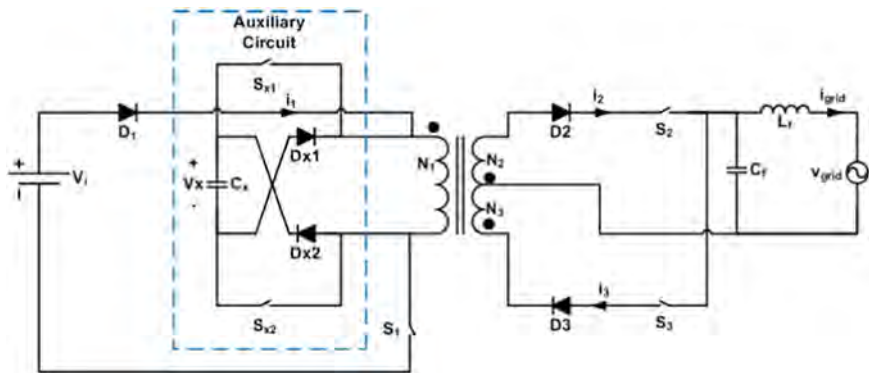 Auxiliary
Circuit
Sx1
i1
D1
Dx1
+
Vi
+
Vx
Cx
-
Dx2
Sx2
S1
N1
N2
N3
i2
D2
S2
Lf
igrid
Cf
vgrid
i3
D3
S3